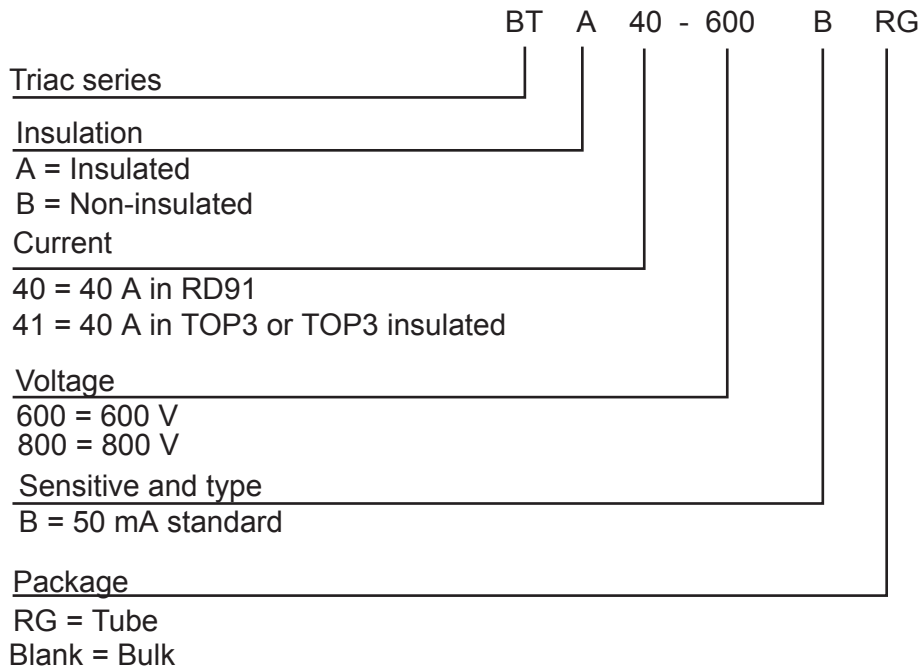 BT A 40 - 600 B RG
Triac series
Insulation
A = Insulated
B = Non-insulated
Current
40 = 40 A in RD91
41 = 40 A in TOP3 or TOP3 insulated
Voltage
600 = 600 V
800 = 800 V
Sensitive and type
B = 50 mA standard
Package
RG = Tube
Blank = Bulk